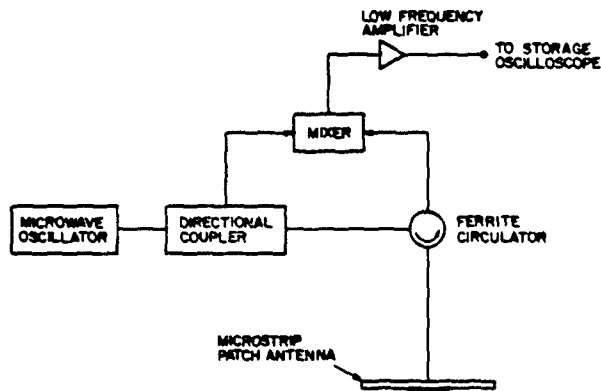 LOW FREQUENCY
AMPLIFIER
TO STORAGE
OSCILLOSCOPE
MIXER
MICROWAVE
OSCILLATOR
DIRECTIONAL
COUPLER
FERRITE
CIRCULATOR
MICROSTRIP
PATCH ANTENNA